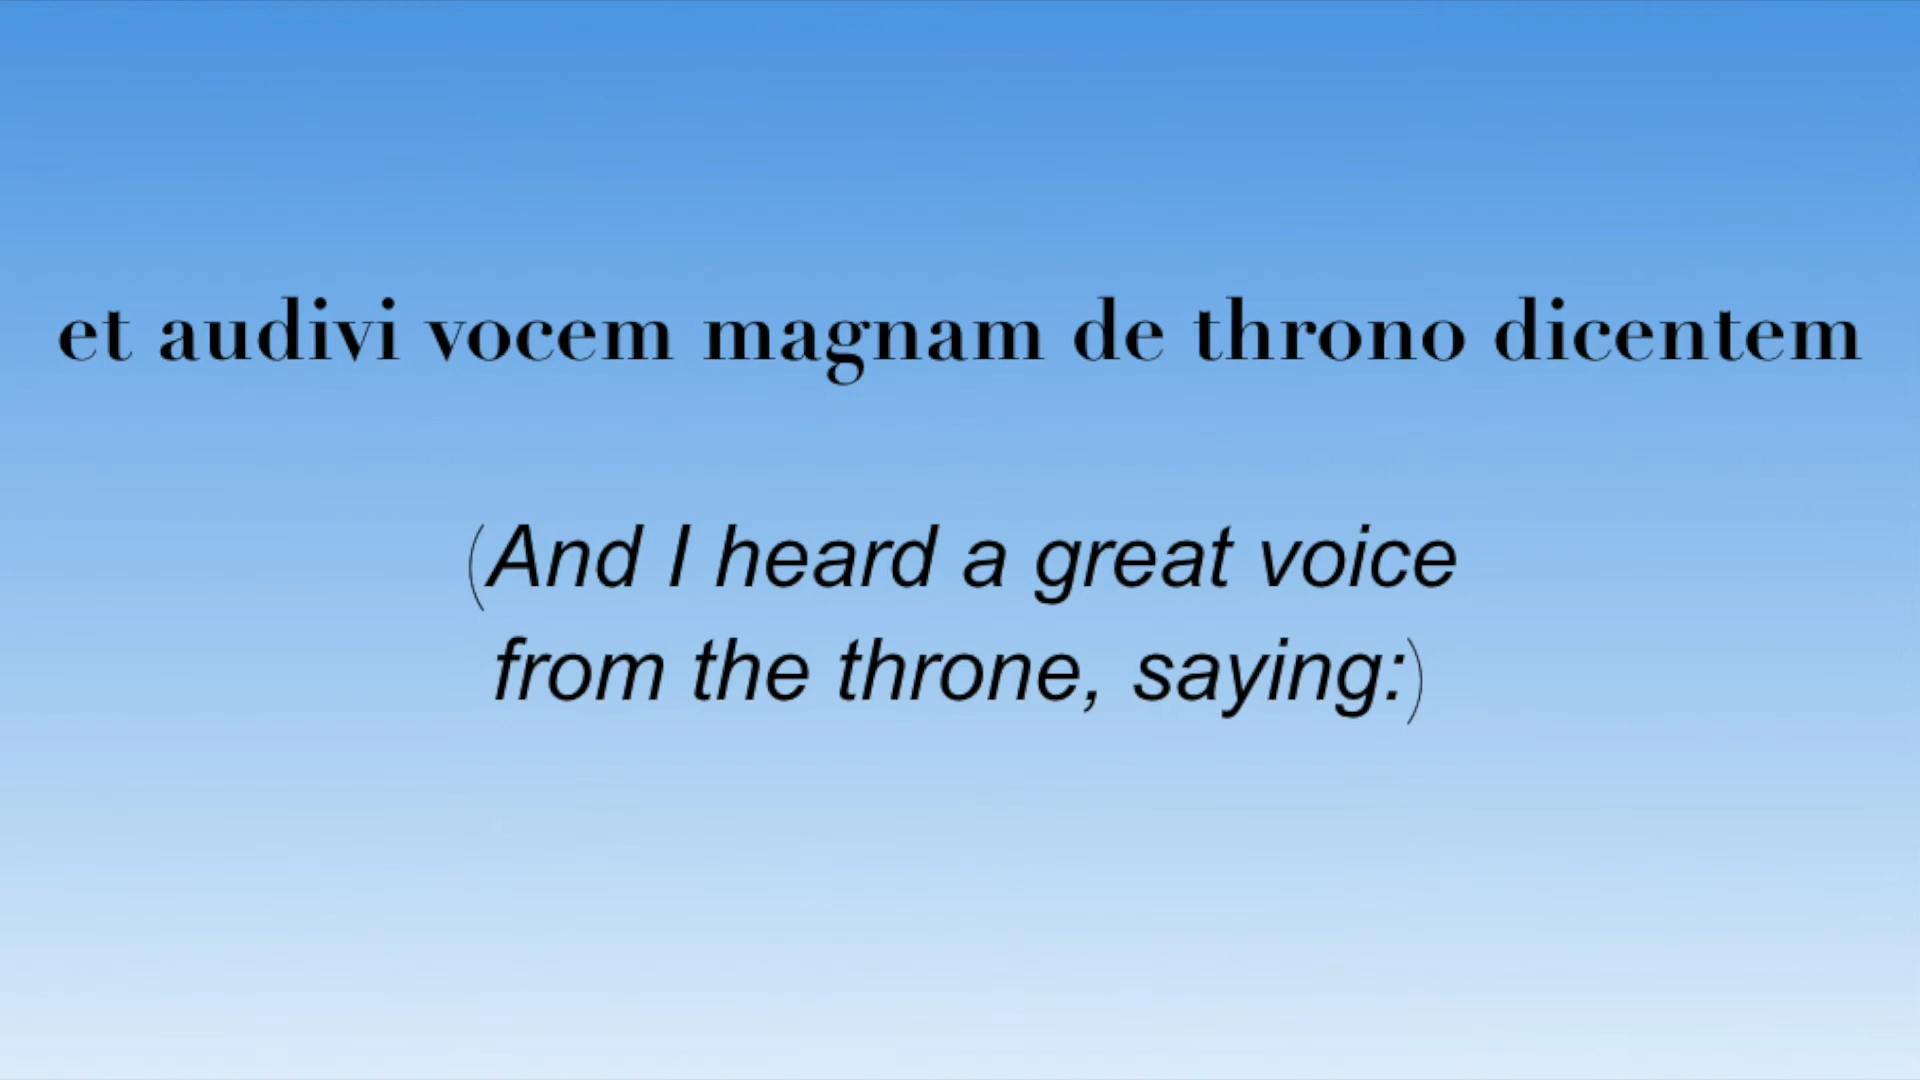 et audivi vocem magnam de throno dicentem
(And I heard a great voice
from the throne, saying:)